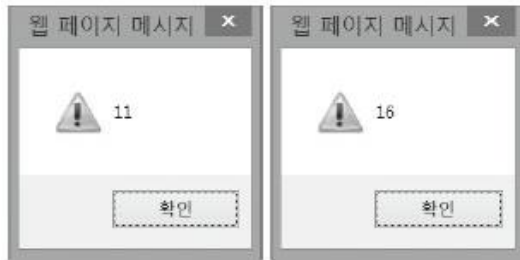 웹 페이지 메시지
11
확인
웹 페이지 메시지
16
확인